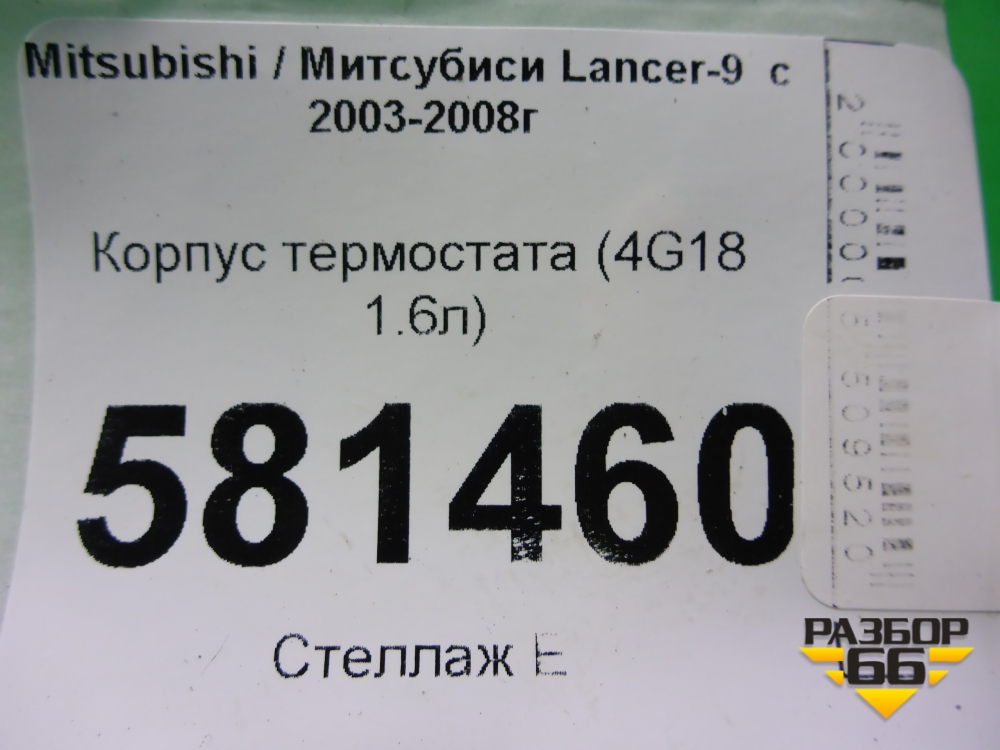 Mitsubishi / Митсубиси Lancer-9 с
2003-2008г
Корпус термостата (4G18
1.6л)
581460
Стеллаж Е
РАЗБОР
66